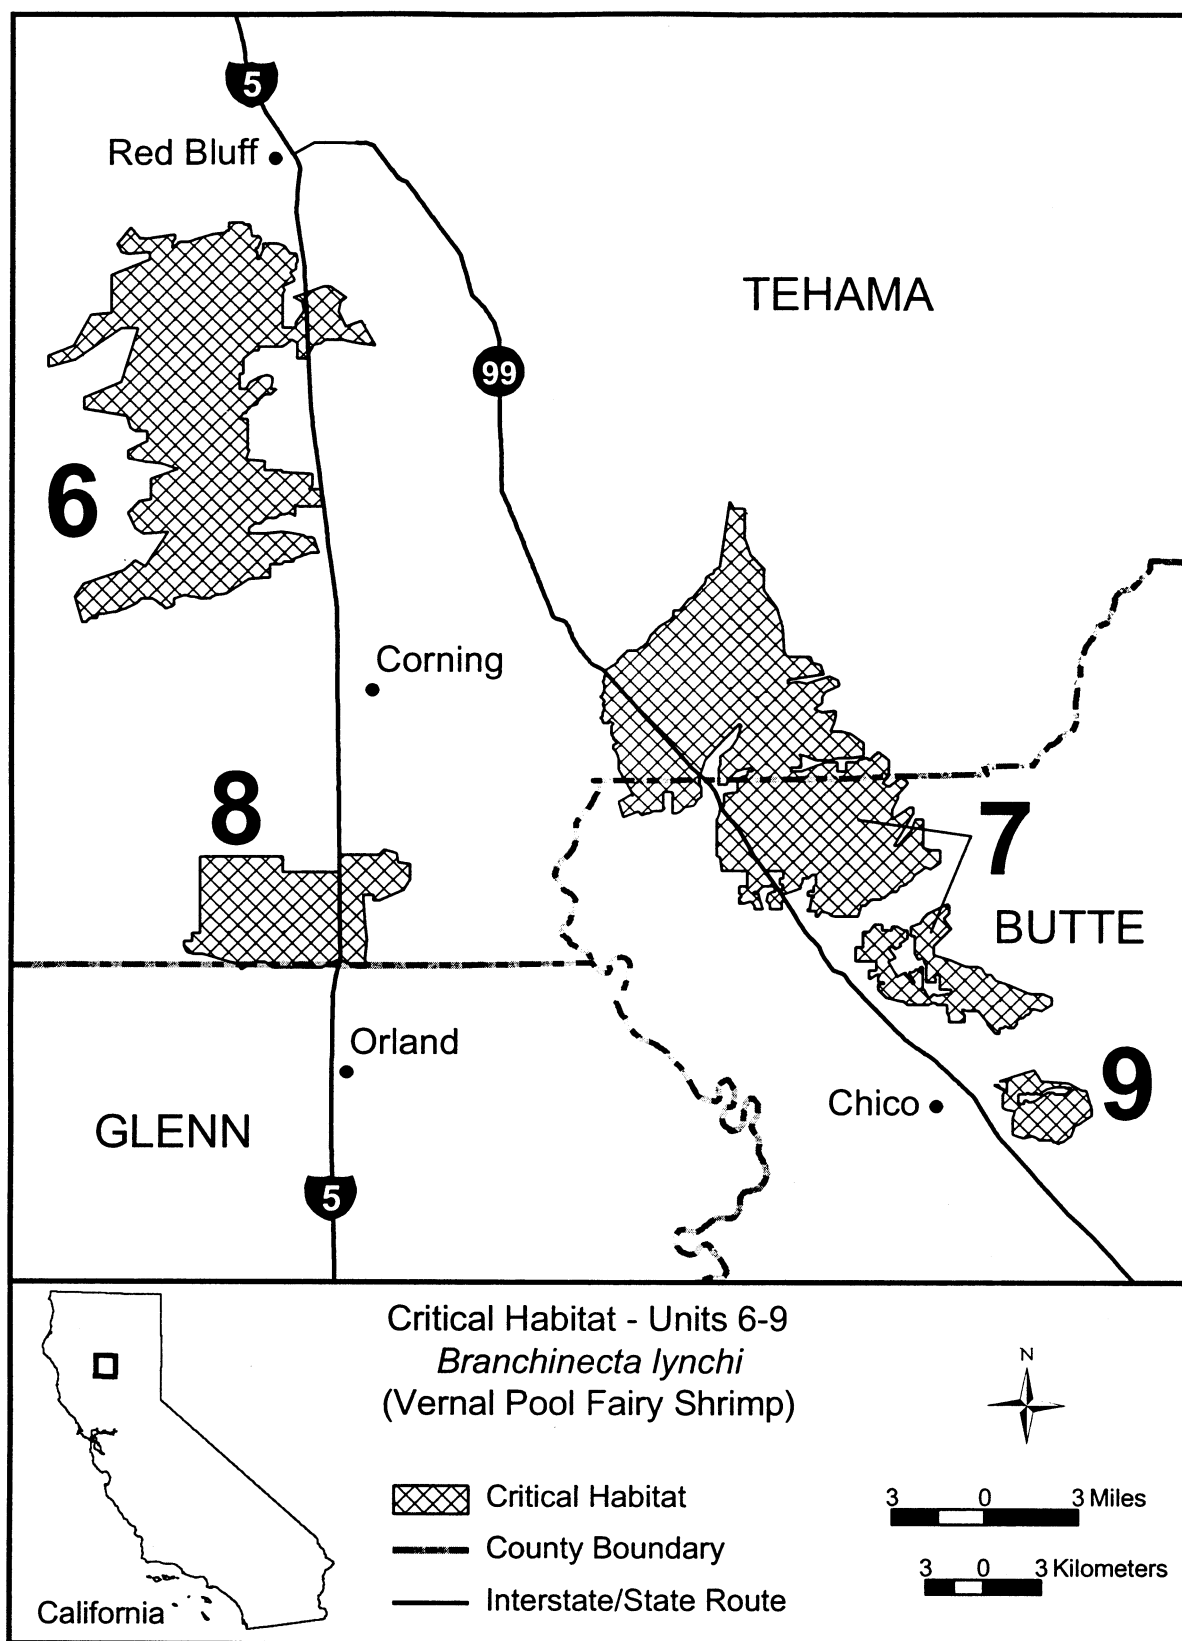 5
Red Bluff
TEHAMA
99
6
Corning
8
7
BUTTE
Orland
9
Chico
GLENN
5
Critical Habitat - Units 6-9
Branchinecta lynchi
(Vernal Pool Fairy Shrimp)
N
Critical Habitat
County Boundary
Interstate/State Route
3 0 3 Miles
3 0 3 Kilometers
California